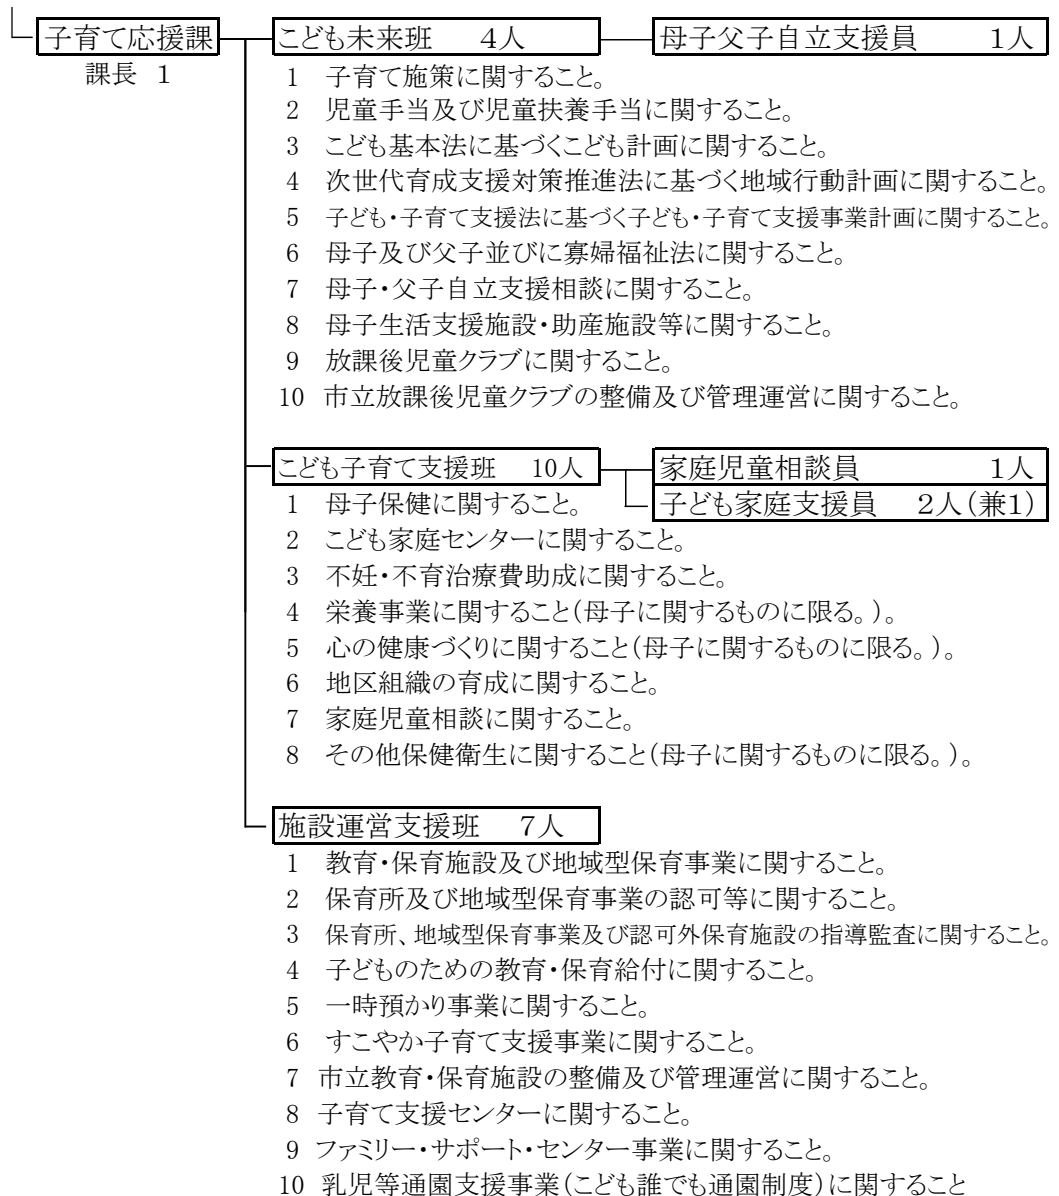 子育て応援課 こども未来班 4人 母子父子自立支援員 1人
課長 1
1 子育て施策に関すること。
2 児童手当及び児童扶養手当に関すること。
3 こども基本法に基づくこども計画に関すること。
4 次世代育成支援対策推進法に基づく地域行動計画に関すること。
5 子ども・子育て支援法に基づく子ども・子育て支援事業計画に関すること。
6 母子及び父子並びに寡婦福祉法に関すること。
7 母子・父子自立支援相談に関すること。
8 母子生活支援施設・助産施設等に関すること。
9 放課後児童クラブに関すること。
10 市立放課後児童クラブの整備及び管理運営に関すること。
こども子育て支援班 10人 家庭児童相談員 1人
子ども家庭支援員 2人(兼1)
1 母子保健に関すること。
2 こども家庭センターに関すること。
3 不妊・不育治療費助成に関すること。
4 栄養事業に関すること(母子に関するものに限る。)。
5 心の健康づくりに関すること(母子に関するものに限る。)。
6 地区組織の育成に関すること。
7 家庭児童相談に関すること。
8 その他保健衛生に関すること(母子に関するものに限る。)。
施設運営支援班 7人
1 教育・保育施設及び地域型保育事業に関すること。
2 保育所及び地域型保育事業の認可等に関すること。
3 保育所、地域型保育事業及び認可外保育施設の指導監査に関すること。
4 子どものための教育・保育給付に関すること。
5 一時預かり事業に関すること。
6 すこやか子育て支援事業に関すること。
7 市立教育・保育施設の整備及び管理運営に関すること。
8 子育て支援センターに関すること。
9 ファミリー・サポート・センター事業に関すること。
10 乳児等通園支援事業(こども誰でも通園制度)に関すること